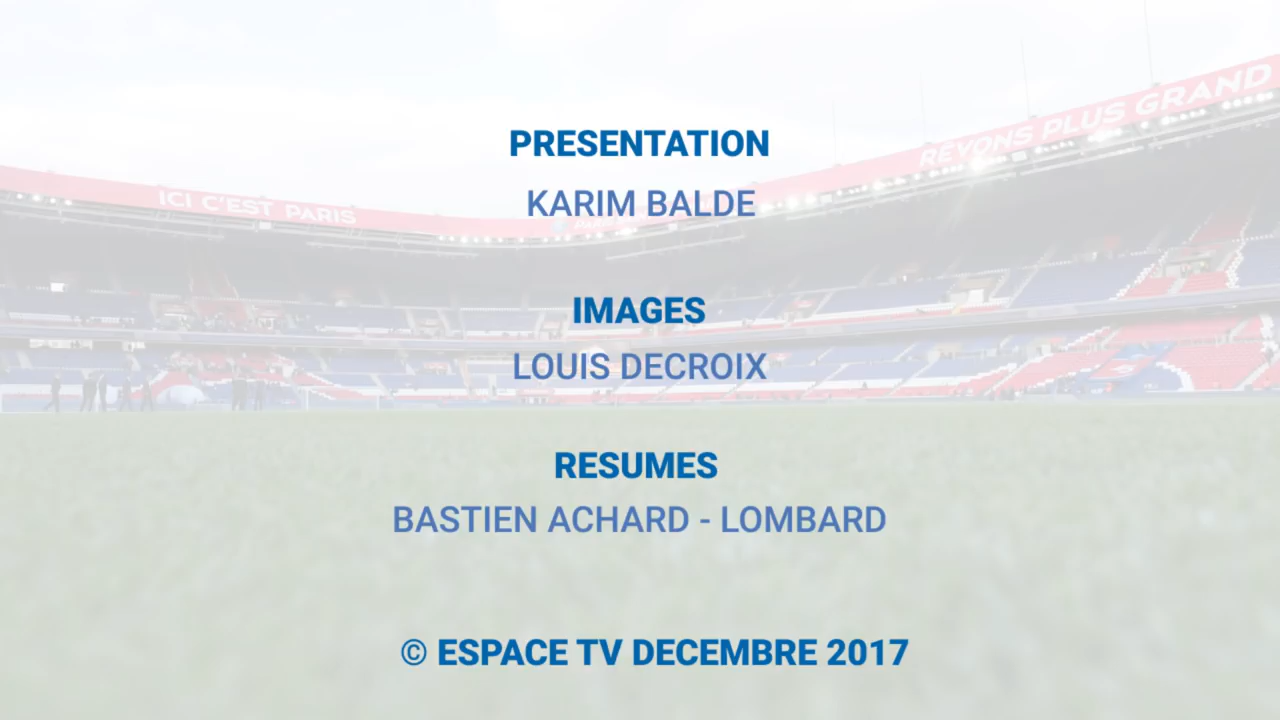 PRESENTATION
KARIM BALDE
ICI C'EST PARIS
RÊVONS PLUS GRAND
IMAGES
LOUIS DECROIX
RESUMES
BASTIEN ACHARD - LOMBARD
© ESPACE TV DECEMBRE 2017